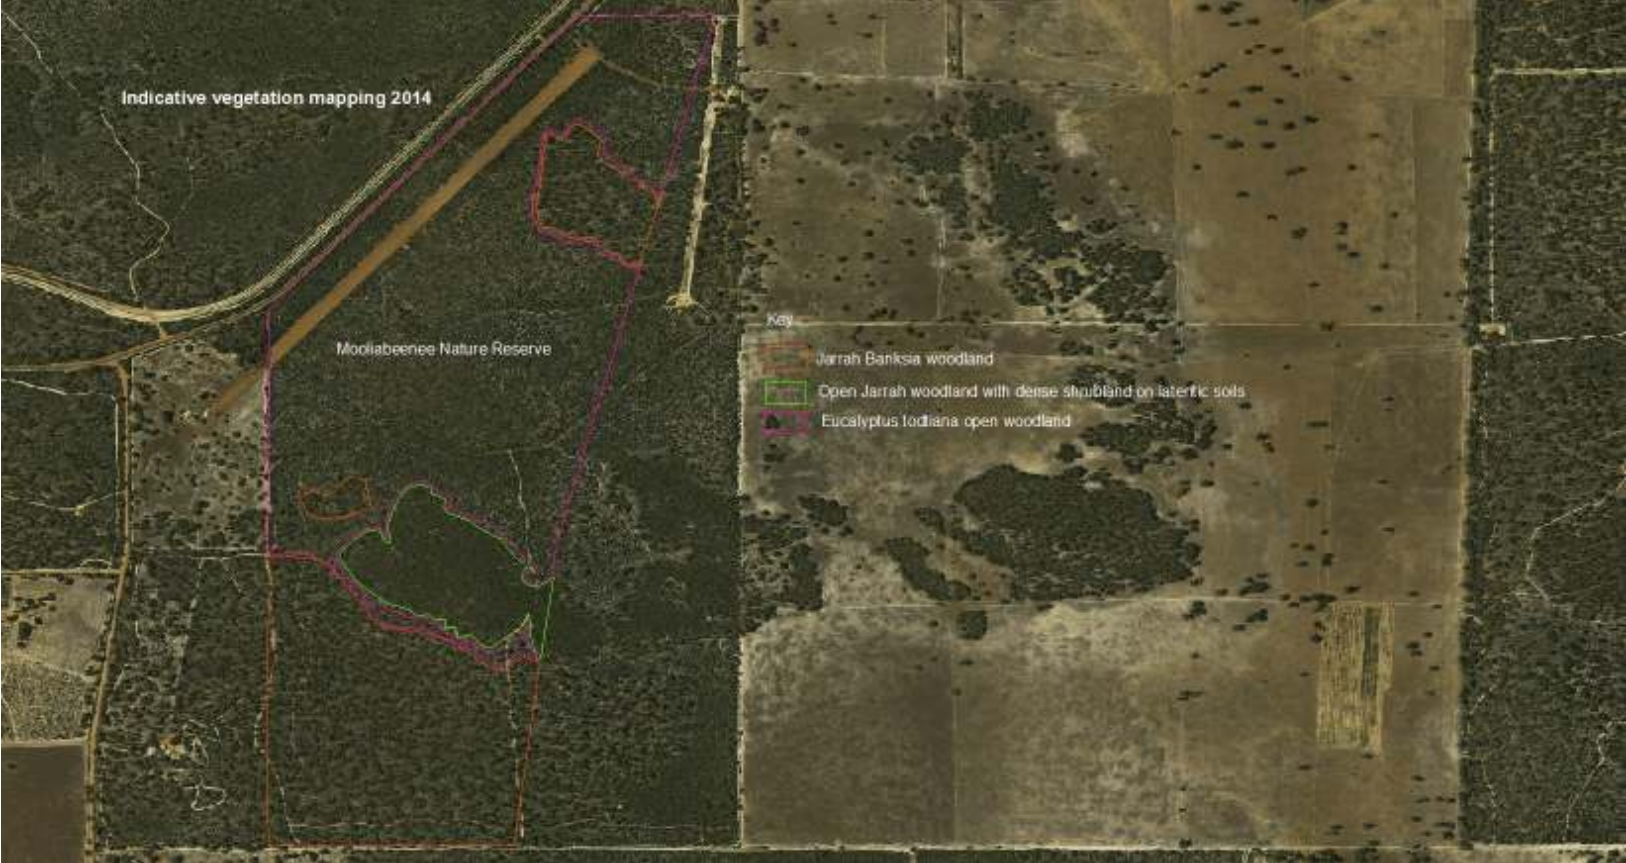 Indicative vegetation mapping 2014
Mooliabeenee Nature Reserve
Key
Jarrah Banksia woodland
Open Jarrah woodland with dense shrubland on lateritic soils
Eucalyptus todtiana open woodland